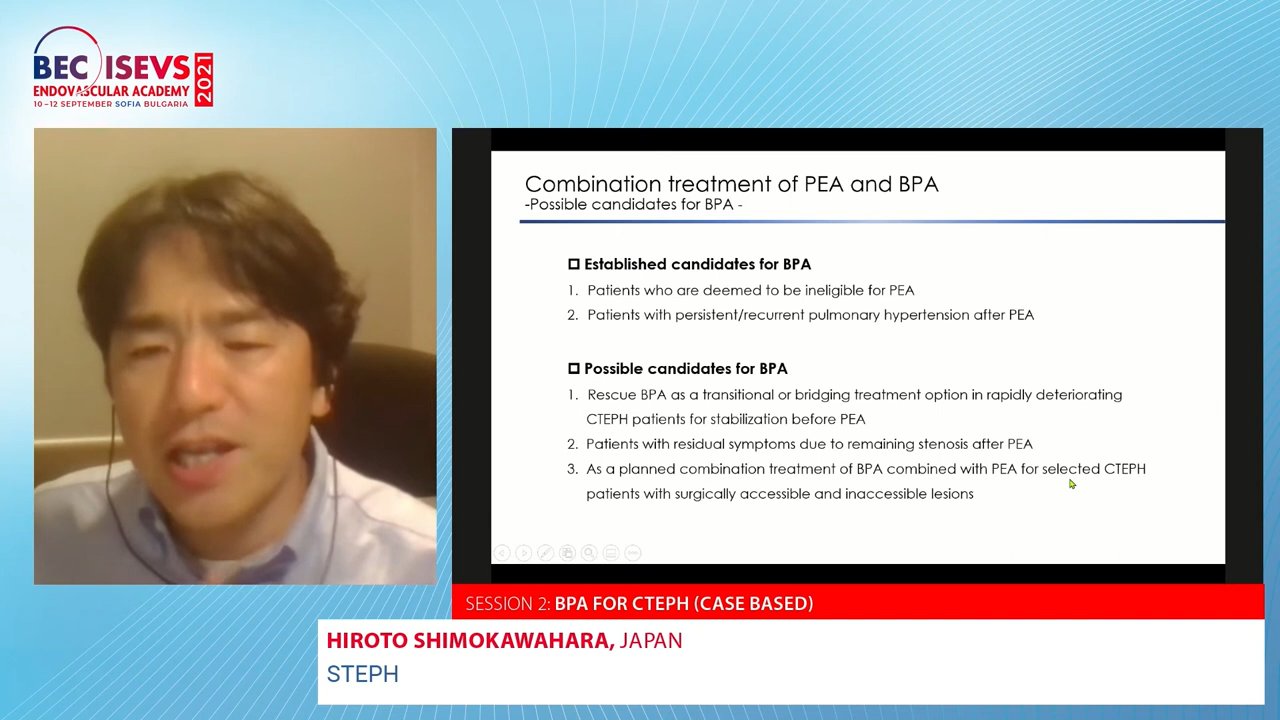 BEC ISEVS
2021
ENDOVASCULAR ACADEMY
10-12 SEPTEMBER SOFIA BULGARIA
Combination treatment of PEA and BPA
-Possible candidates for BPA -
Established candidates for BPA
1. Patients who are deemed to be ineligible for PEA
2. Patients with persistent/recurrent pulmonary hypertension after PEA
Possible candidates for BPA
1. Rescue BPA as a transitional or bridging treatment option in rapidly deteriorating
CTEPH patients for stabilization before PEA
2. Patients with residual symptoms due to remaining stenosis after PEA
3. As a planned combination treatment of BPA combined with PEA for selected CTEPH
patients with surgically accessible and inaccessible lesions
SESSION 2: BPA FOR CTEPH (CASE BASED)
HIROTO SHIMOKAWAHARA, JAPAN
STEPH